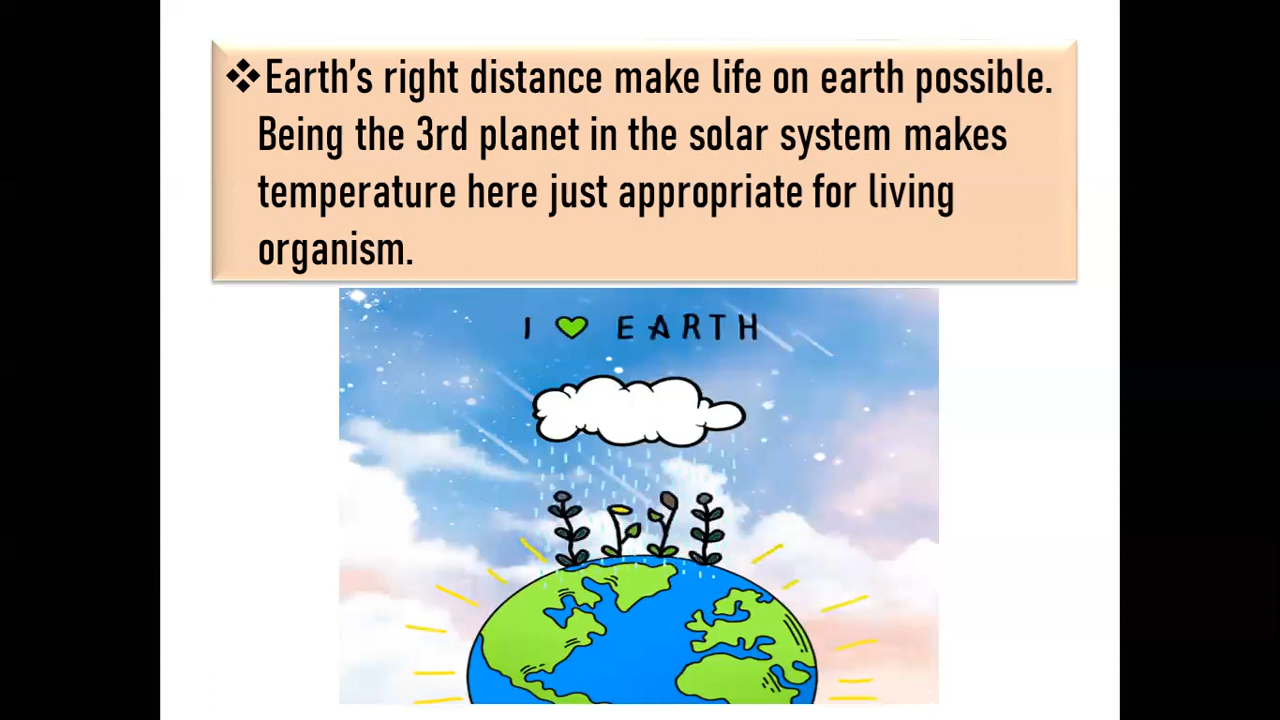 ❖Earth's right distance make life on earth possible.
Being the 3rd planet in the solar system makes
temperature here just appropriate for living
organism.
I 💚 EARTH